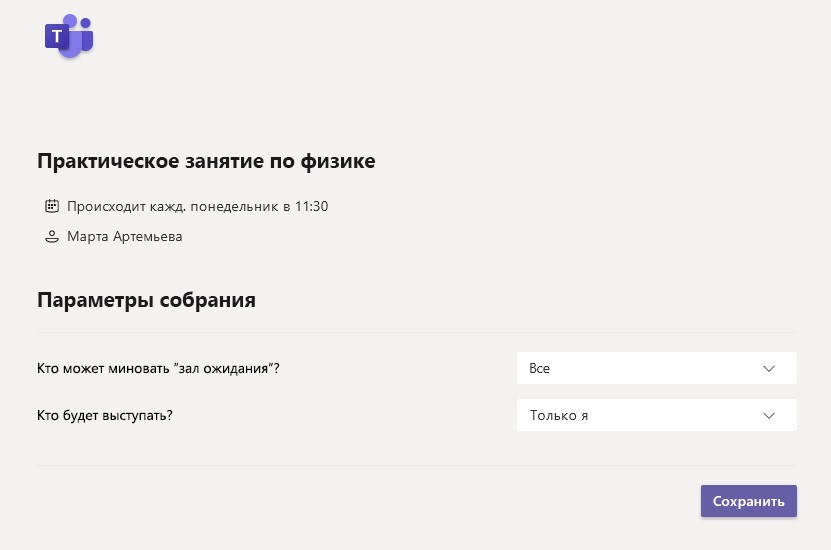 T
Практическое занятие по физике
Происходит кажд. понедельник в 11:30
Марта Артемьева
Параметры собрания
Кто может миновать "зал ожидания"? Все
Кто будет выступать? Только я
Сохранить